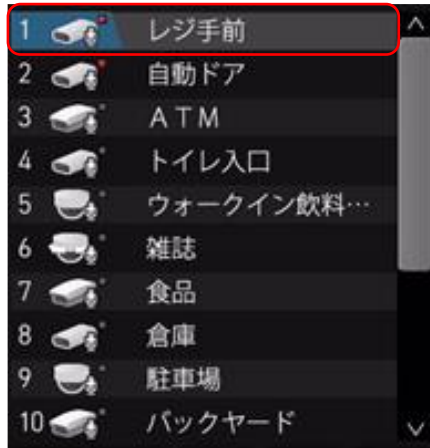 1 レジ手前
2 自動ドア
3 ATM
4 トイレ入口
5 ウォークイン飲料…
6 雑誌
7 食品
8 倉庫
9 駐車場
10 バックヤード